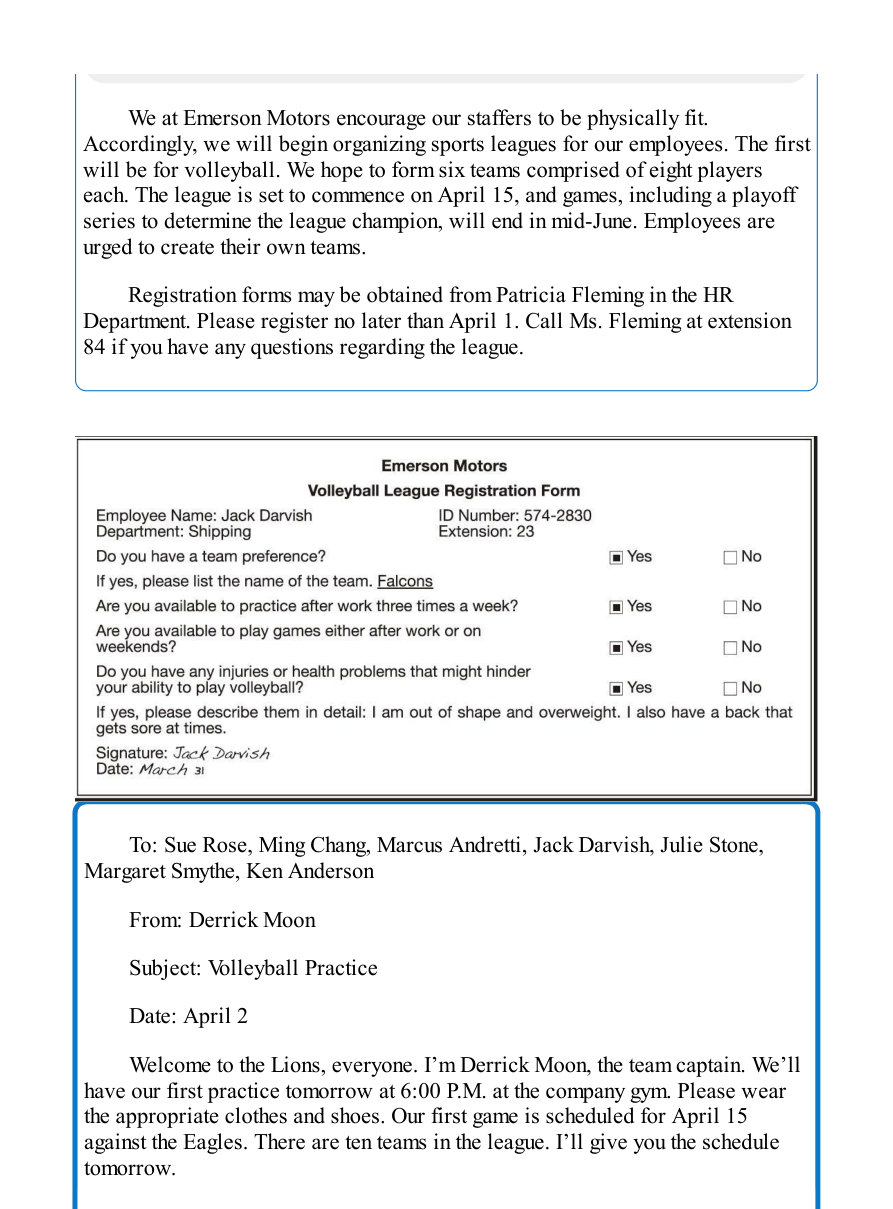 We at Emerson Motors encourage our staffers to be physically fit.
Accordingly, we will begin organizing sports leagues for our employees. The first
will be for volleyball. We hope to form six teams comprised of eight players
each. The league is set to commence on April 15, and games, including a playoff
series to determine the league champion, will end in mid-June. Employees are
urged to create their own teams.
Registration forms may be obtained from Patricia Fleming in the HR
Department. Please register no later than April 1. Call Ms. Fleming at extension
84 if you have any questions regarding the league.
Emerson Motors
Volleyball League Registration Form
Employee Name: Jack Darvish ID Number: 574-2830
Department: Shipping Extension: 23
Do you have a team preference? Yes No
If yes, please list the name of the team. Falcons
Are you available to practice after work three times a week? Yes No
Are you available to play games either after work or on
weekends? Yes No
Do you have any injuries or health problems that might hinder
your ability to play volleyball? Yes No
If yes, please describe them in detail: I am out of shape and overweight. I also have a back that
gets sore at times.
Signature: Jack Darvish
Date: March 31
To: Sue Rose, Ming Chang, Marcus Andretti, Jack Darvish, Julie Stone,
Margaret Smythe, Ken Anderson
From: Derrick Moon
Subject: Volleyball Practice
Date: April 2
Welcome to the Lions, everyone. I’m Derrick Moon, the team captain. We’ll
have our first practice tomorrow at 6:00 P.M. at the company gym. Please wear
the appropriate clothes and shoes. Our first game is scheduled for April 15
against the Eagles. There are ten teams in the league. I’ll give you the schedule
tomorrow.